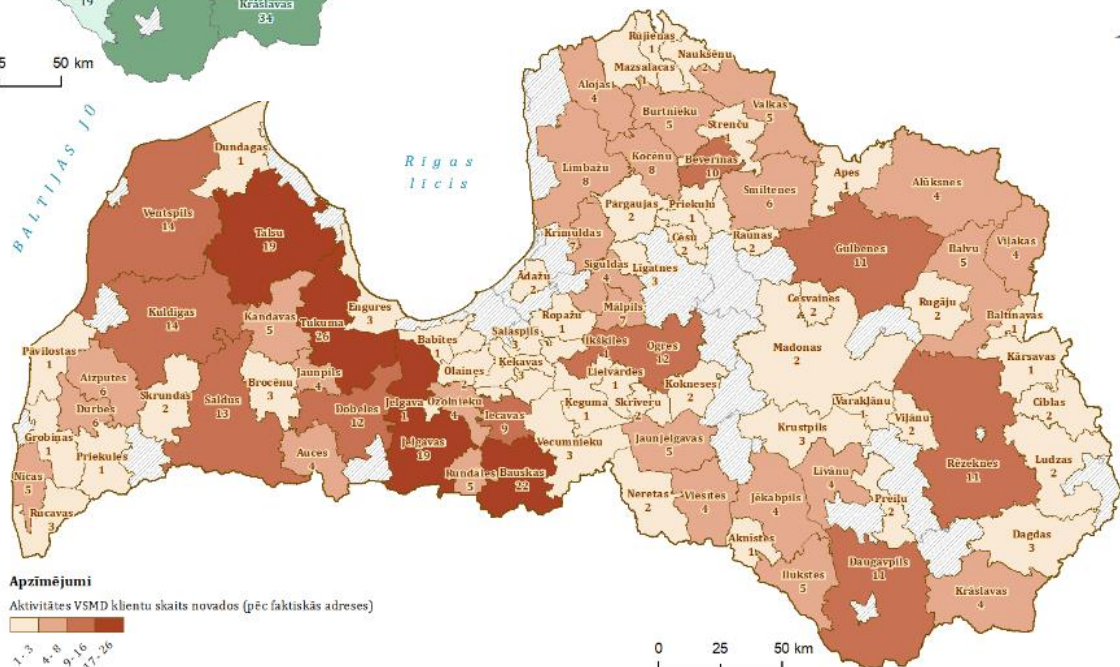 19
Krāslavas
34
5
50 km
BALTIJAS JŪ
Rīgas
līcis
Rūjienas
1
Naukšēnu
2
Mazsalacas
Alojas
4
Burtnieku
5
Valkas
5
Strenču
Dundagas
1
Limbažu
8
Kocēnu
8
Beverīnas
10
Smiltenes
6
Apes
1
Alūksnes
4
Ventspils
14
Talsu
19
Pārgaujas
2
Priekuļu
1
Krimuldas
7
Cēsu
2
Raunas
2
Gulbenes
11
Balvu
5
Viļakas
4
Siguldas
4
Līgatnes
3
Ādažu
2
Kuldīgas
14
Kandavas
5
Tukuma
26
Engures
3
Mālpils
7
Ropažu
1
Cesvaines
2
Rugāju
2
Baltinavas
1
Salaspils
Babītes
1
Ikšķiles
1
Ogres
12
Madonas
2
Kārsavas
1
Pāvilostas
1
Aizputes
6
Skrundas
2
Saldus
13
Brocēnu
3
Jaunpils
4
Olaines
2
Ķekavas
3
Lielvārdes
1
Kokneses
2
Durbes
6
Dobeles
12
Jelgava
1
Ozolnieku
4
Iecavas
9
Ķeguma
1
Skrīveru
2
Varakļānu
1
Viļānu
2
Ciblas
2
Grobiņas
1
Priekules
1
Auces
4
Jelgavas
19
Vecumnieku
3
Jaunjelgavas
5
Krustpils
3
Rēzeknes
11
Ludzas
2
Nīcas
5
Rundāles
5
Bauskas
22
Neretas
2
Viesītes
4
Jēkabpils
4
Līvānu
4
Preiļu
2
Rucavas
3
Aknīstes
1
Dagdas
3
Ilūkstes
5
Daugavpils
11
Krāslavas
4
Apzīmējumi
Aktivitātes VSMD klientu skaits novados (pēc faktiskās adreses)
1 - 3
4 - 8
9 - 16
17 - 26
0 25 50 km